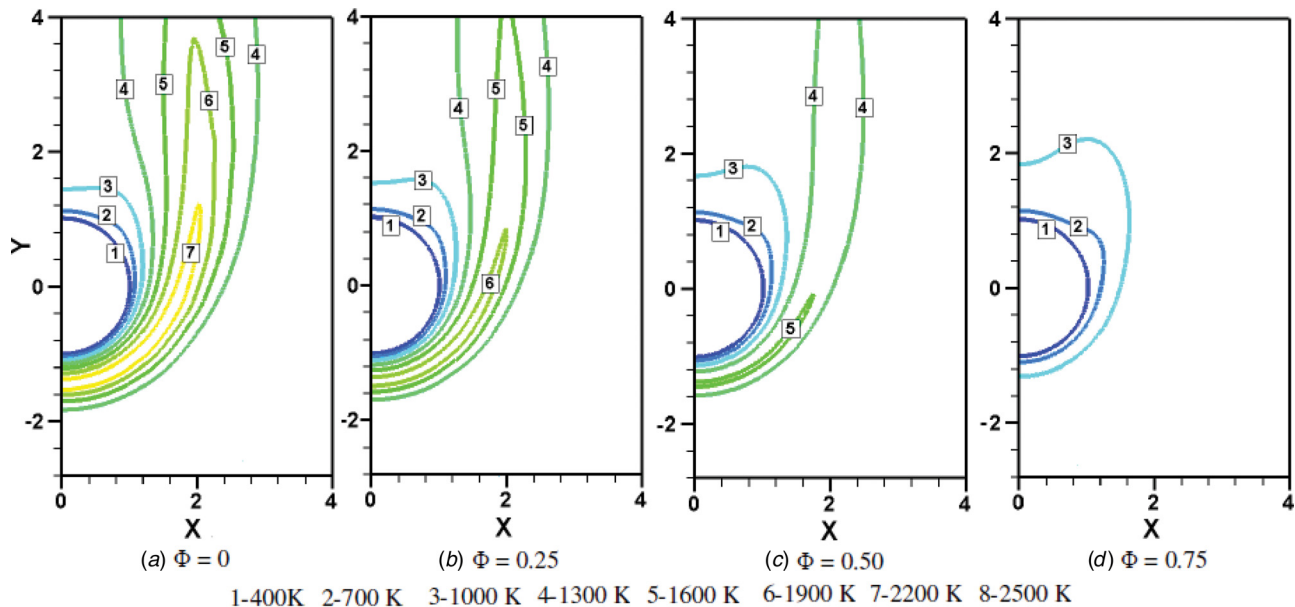 4 4 4 4
5 5 4 5 4 4 4 4
6 5
2 2 2 2
3 3 3 3
2 2 2 2
1 1 1 1
7 6 5
Y
0 0 0 0
-2 -2 -2 -2
0 2 4 0 2 4 0 2 4 0 2 4
X X X X
(a) Φ = 0 (b) Φ = 0.25 (c) Φ = 0.50 (d) Φ = 0.75
1-400K 2-700 K 3-1000 K 4-1300 K 5-1600 K 6-1900 K 7-2200 K 8-2500 K